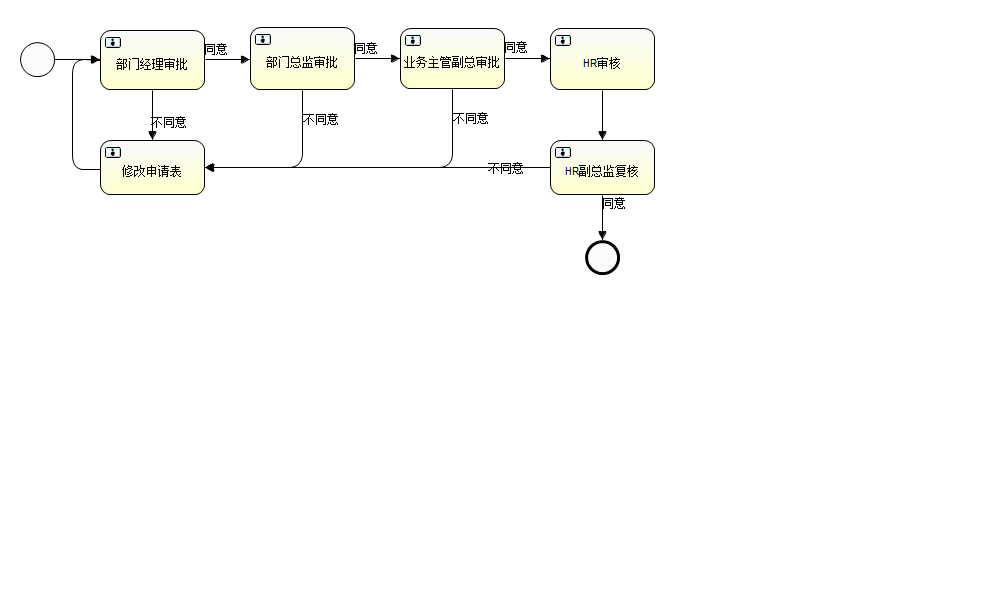 部门经理审批
同意
部门总监审批
同意
业务主管副总审批
同意
HR审核
不同意
不同意
不同意
修改申请表
不同意
HR副总监复核
同意